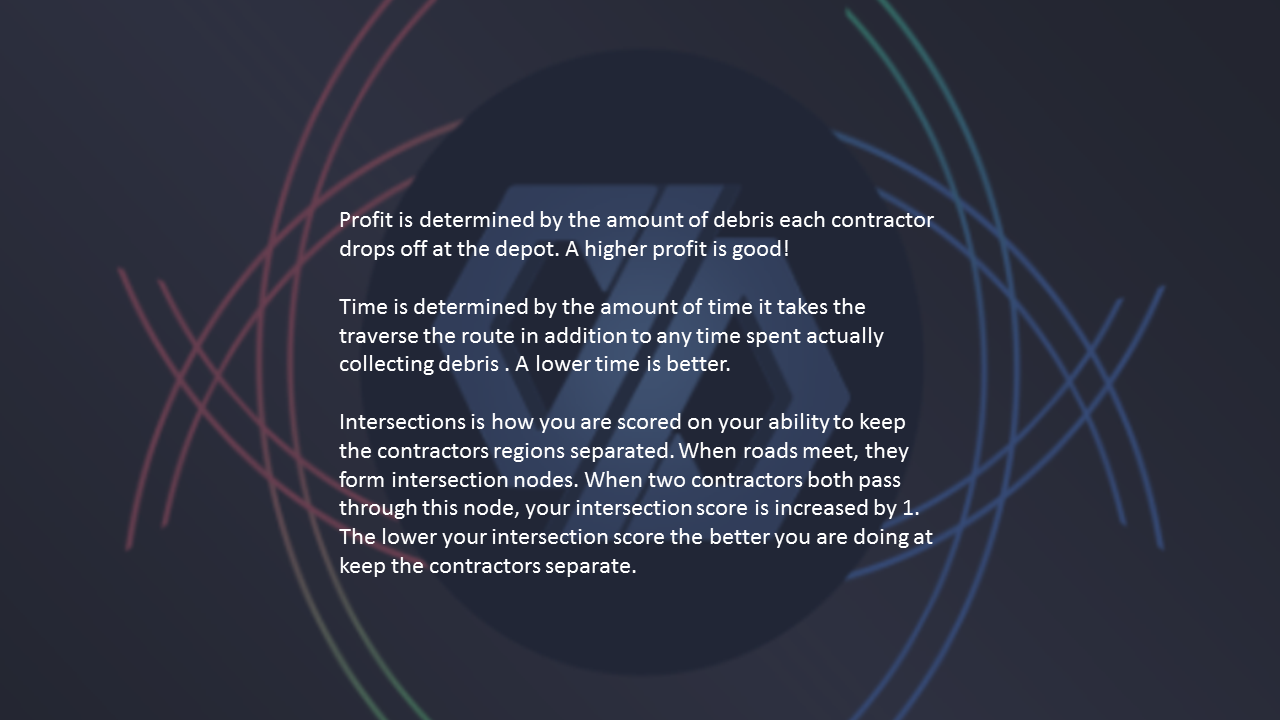 Profit is determined by the amount of debris each contractor
drops off at the depot. A higher profit is good!
Time is determined by the amount of time it takes the
traverse the route in addition to any time spent actually
collecting debris . A lower time is better.
Intersections is how you are scored on your ability to keep
the contractors regions separated. When roads meet, they
form intersection nodes. When two contractors both pass
through this node, your intersection score is increased by 1.
The lower your intersection score the better you are doing at
keep the contractors separate.